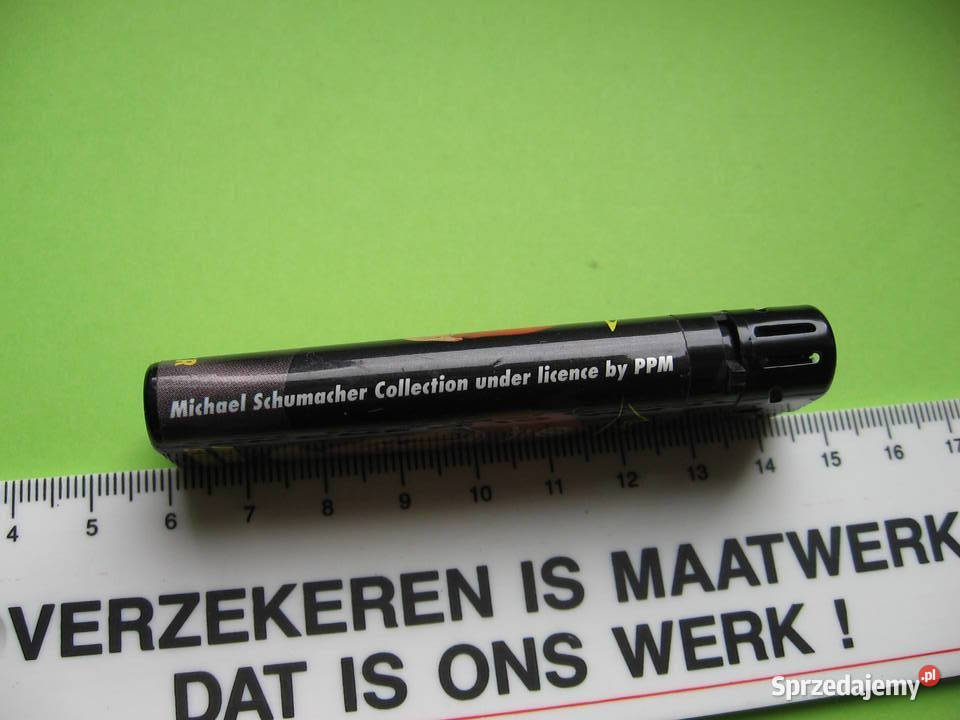 R
Michael Schumacher Collection under licence by PPM
4 5 6 7 8 9 10 11 12 13 14 15 16 17
VERZEKEREN IS MAATWERK
DAT IS ONS WERK !
Sprzedajemy.pl